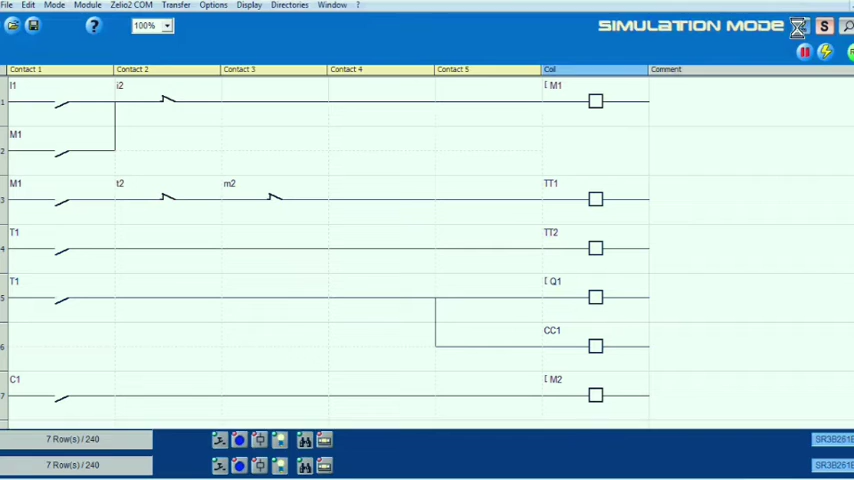 File Edit Mode Module Zelio2 COM Transfer Options Display Directories Window ?
? 100% SIMULATION MODE S
Contact 1 Contact 2 Contact 3 Contact 4 Contact 5 Coil Comment
I1 i2 [ M1
1
M1
2
M1 t2 m2 TT1
3
T1 TT2
4
T1 [ Q1
5
CC1
6
C1 [ M2
7
7 Row(s) / 240 SR3B261B
7 Row(s) / 240 SR3B261B